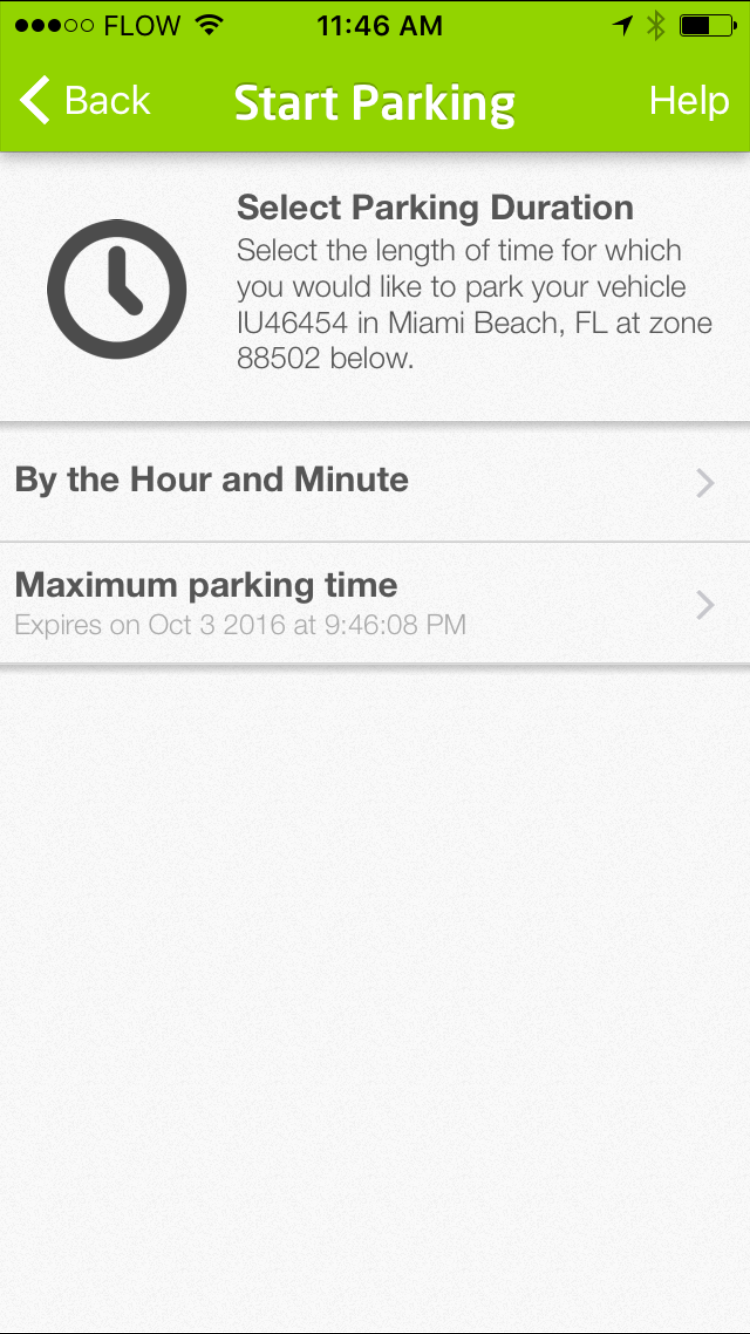 FLOW 11:46 AM
Back Start Parking Help
Select Parking Duration
Select the length of time for which
you would like to park your vehicle
IU46454 in Miami Beach, FL at zone
88502 below.
By the Hour and Minute
Maximum parking time
Expires on Oct 3 2016 at 9:46:08 PM